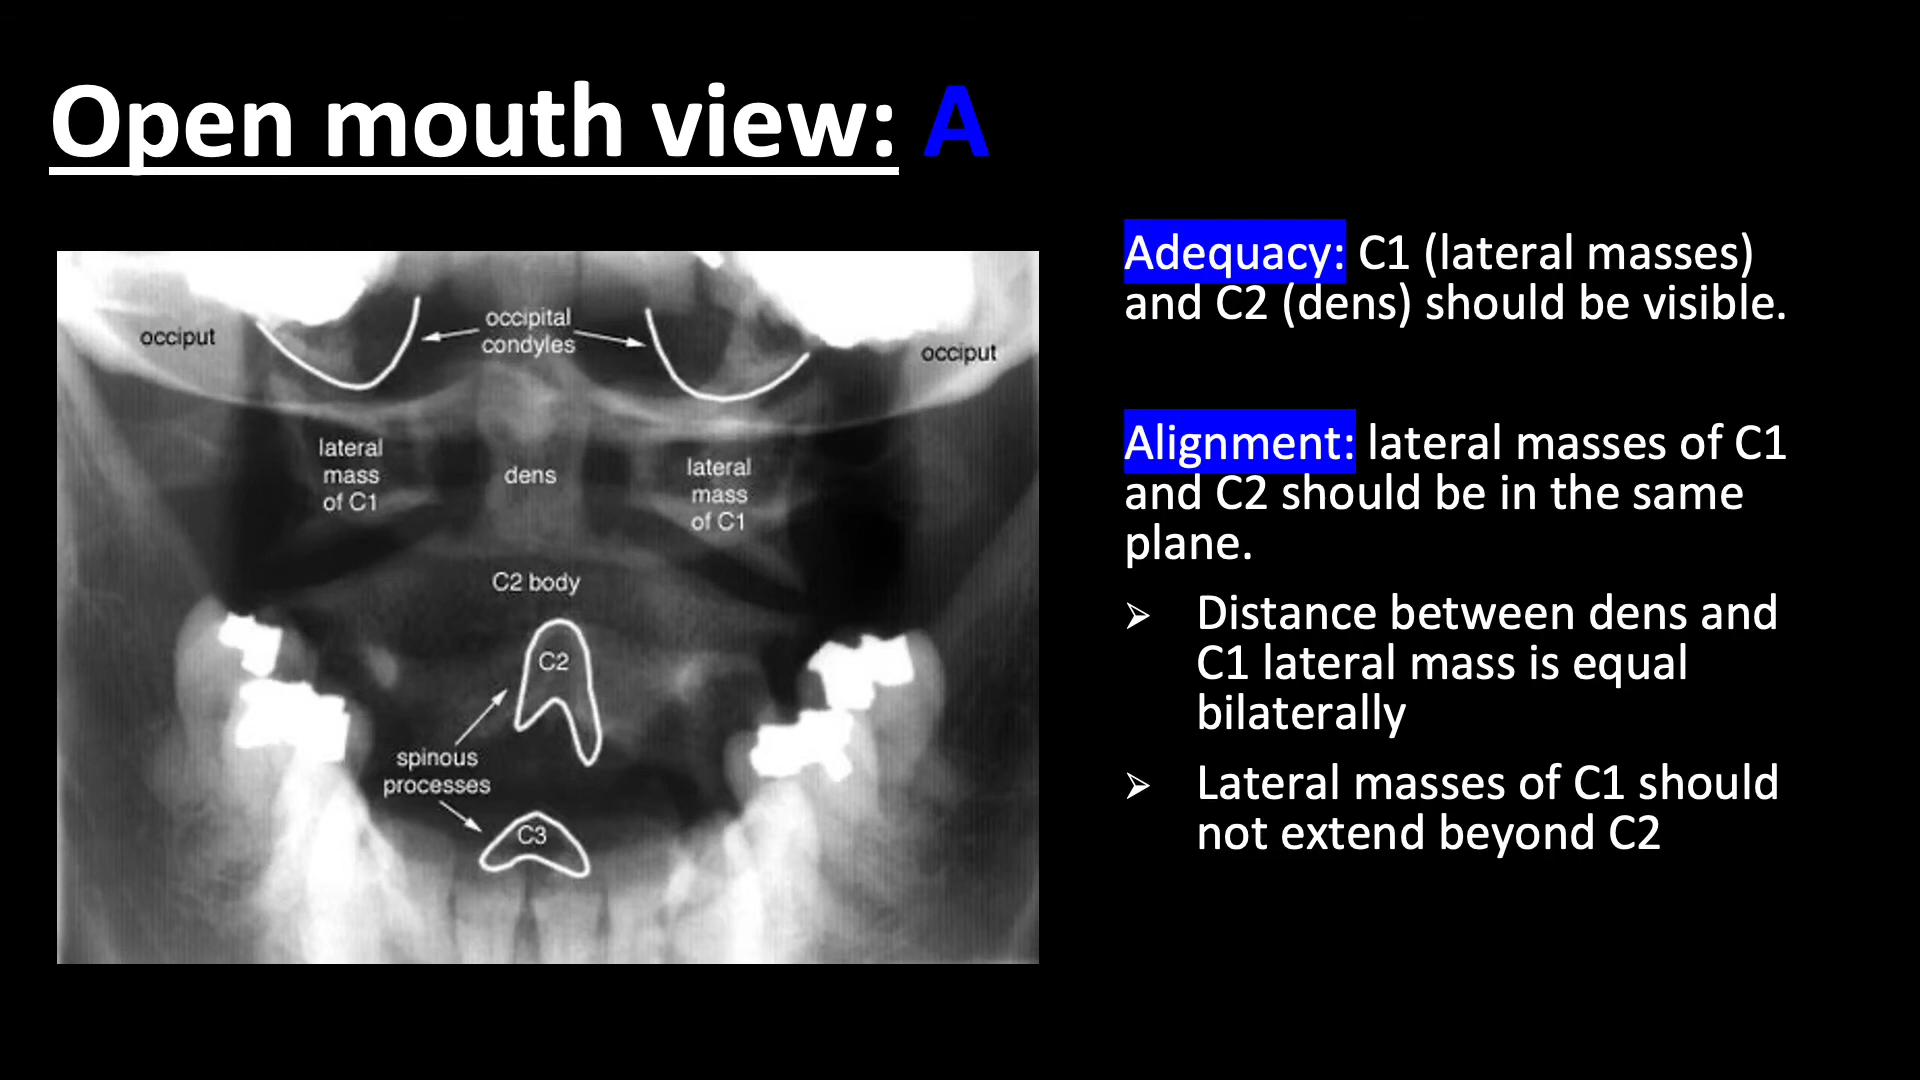 Open mouth view: A
occipital
condyles
occiput
occiput
lateral
mass
of C1
dens
lateral
mass
of C1
C2 body
C2
spinous
processes
C3
Adequacy: C1 (lateral masses)
and C2 (dens) should be visible.
Alignment: lateral masses of C1
and C2 should be in the same
plane.
➢ Distance between dens and
C1 lateral mass is equal
bilaterally
➢ Lateral masses of C1 should
not extend beyond C2